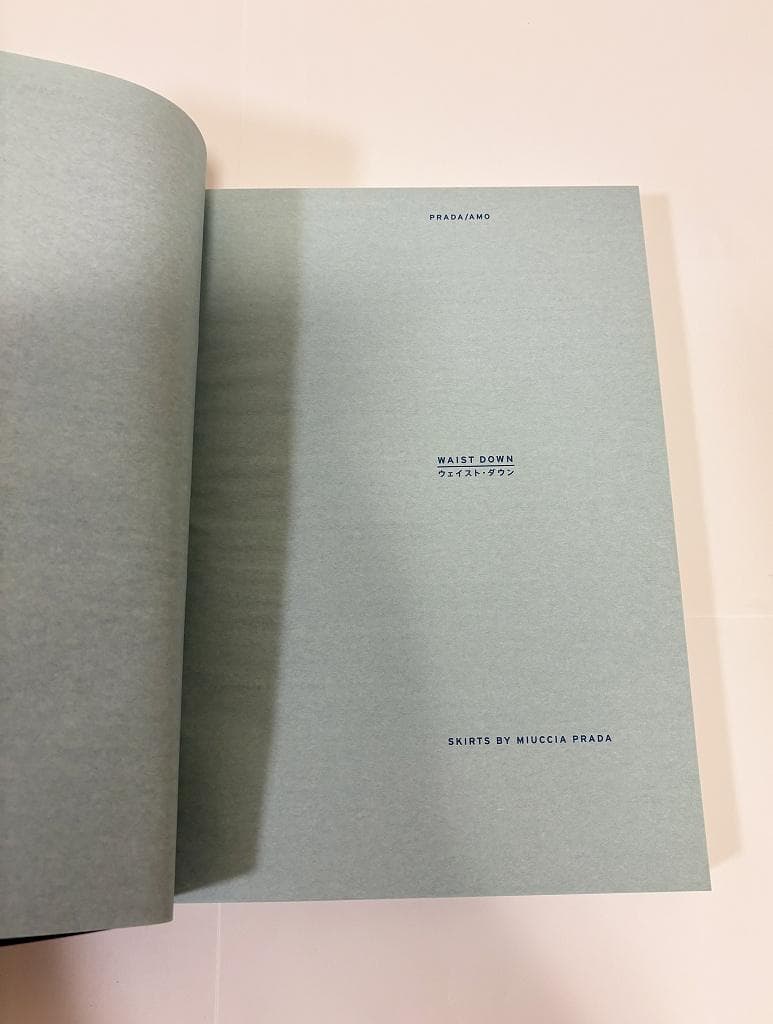 PRADA/AMO
WAIST DOWN
ウェイスト・ダウン
SKIRTS BY MIUCCIA PRADA